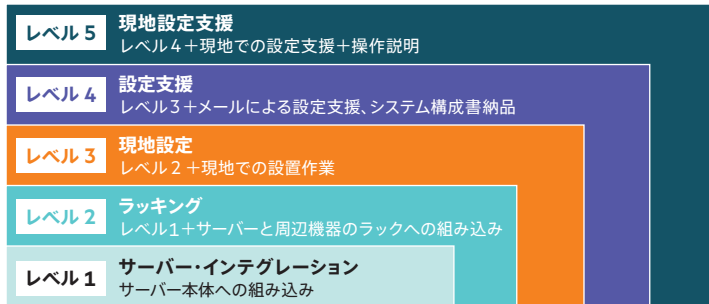 レベル 5
現地設定支援
レベル４＋現地での設定支援＋操作説明
レベル 4
設定支援
レベル３＋メールによる設定支援、システム構成書納品
レベル 3
現地設定
レベル２＋現地での設置作業
レベル 2
ラッキング
レベル1＋サーバーと周辺機器のラックへの組み込み
レベル 1
サーバー・インテグレーション
サーバー本体への組み込み